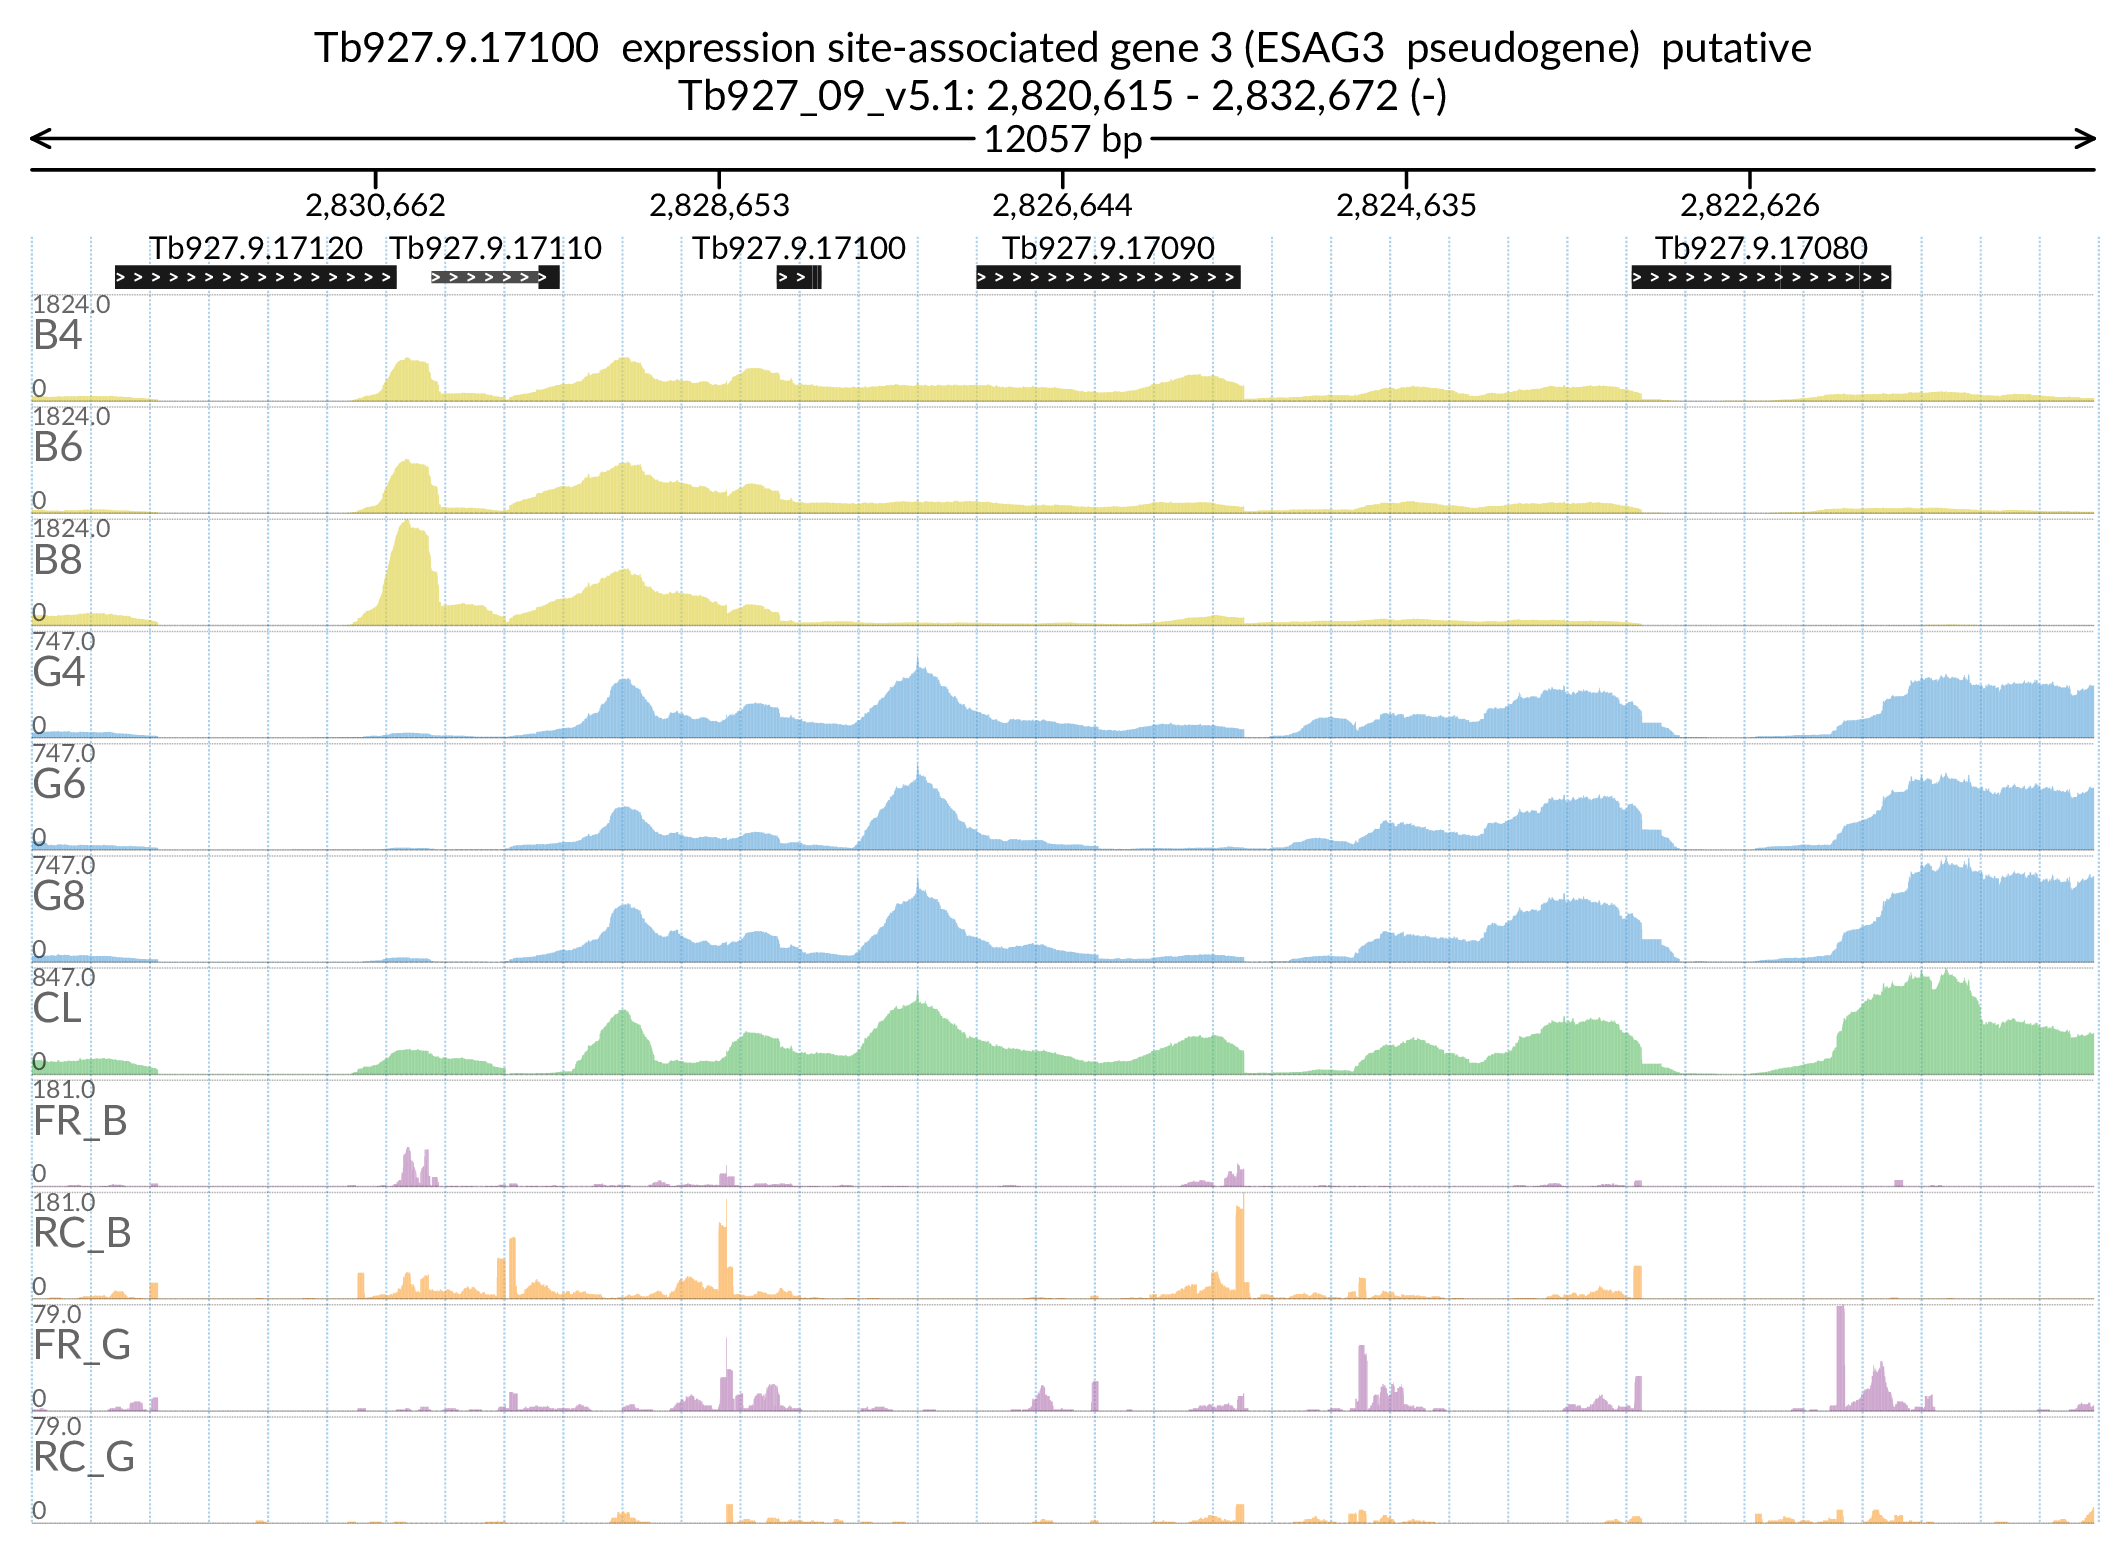 Tb927.9.17100  expression site-associated gene 3 (ESAG3  pseudogene)  putative
Tb927_09_v5.1: 2,820,615 - 2,832,672 (-)
12057 bp
2,830,662 2,828,653 2,826,644 2,824,635 2,822,626
Tb927.9.17120 Tb927.9.17110 Tb927.9.17100 Tb927.9.17090 Tb927.9.17080
1824.0
B4
0
1824.0
B6
0
1824.0
B8
0
747.0
G4
0
747.0
G6
0
747.0
G8
0
847.0
CL
0
181.0
FR_B
0
181.0
RC_B
0
79.0
FR_G
0
79.0
RC_G
0